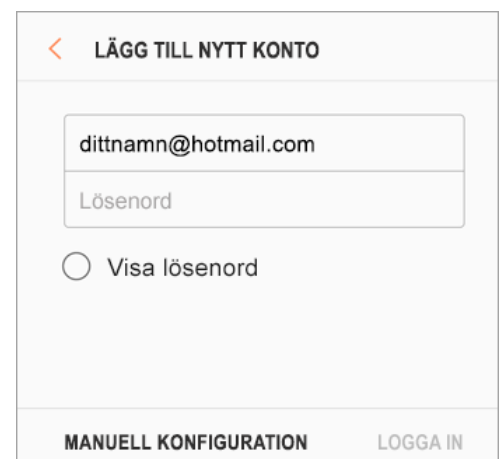 LÄGG TILL NYTT KONTO
dittnamn@hotmail.com
Lösenord
Visa lösenord
MANUELL KONFIGURATION LOGGA IN